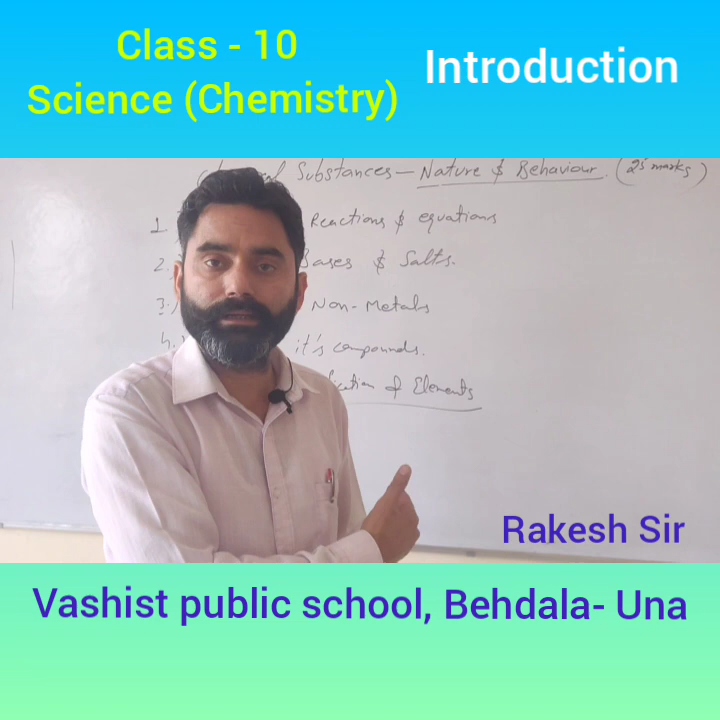 Class - 10
Science (Chemistry)
Introduction
Substances - Nature & Behaviour. (25 marks)
1. Reactions & equations
2. Bases & Salts.
3. Non-Metals
4. it's compounds.
of Elements
Rakesh Sir
Vashist public school, Behdala- Una